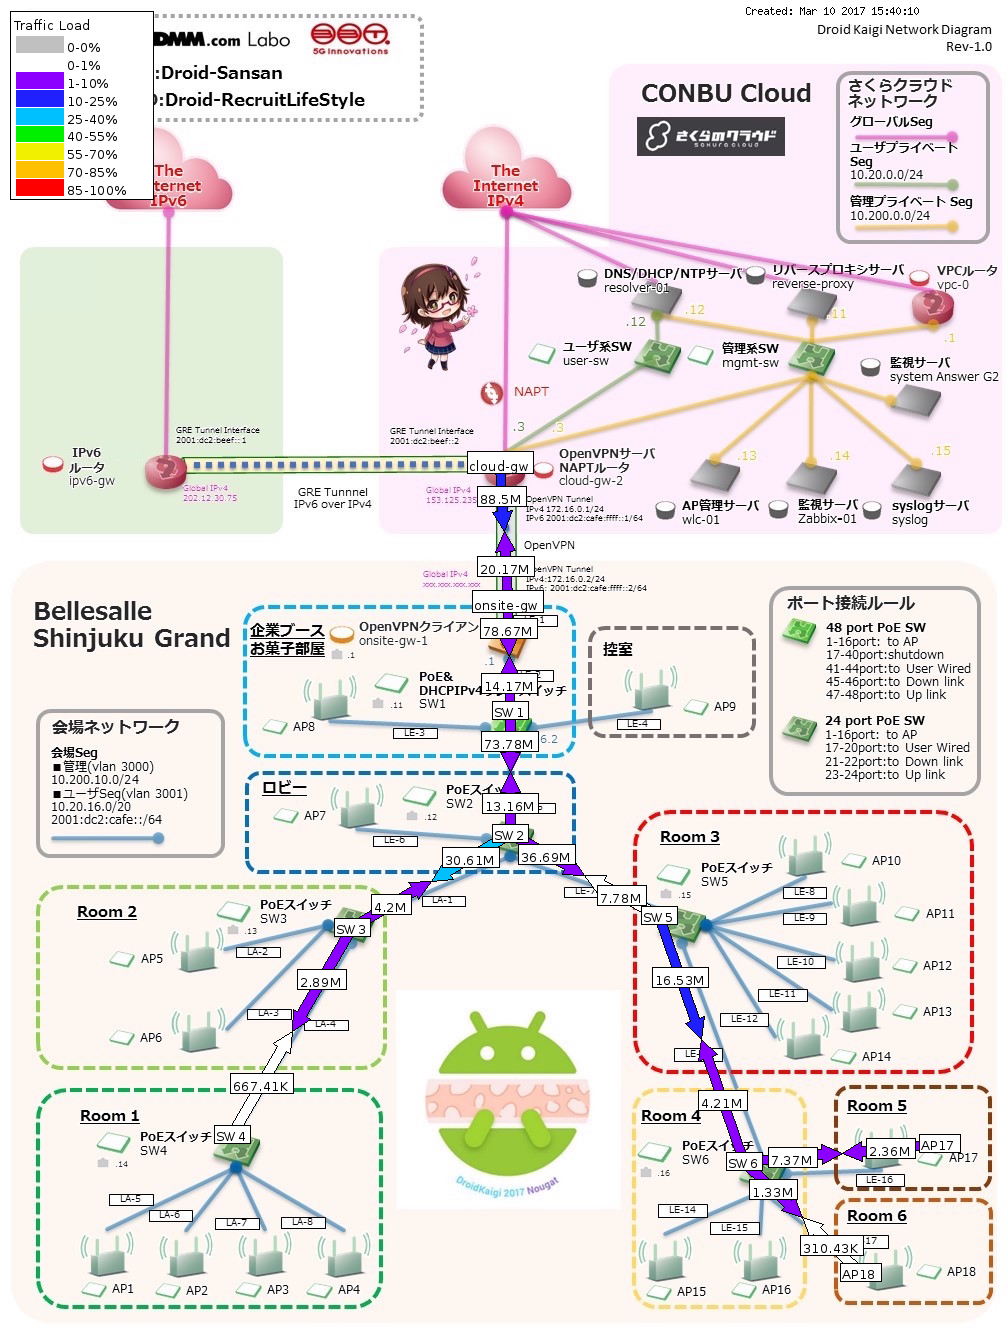 Created: Mar 10 2017 15:40:10
Droid Kaigi Network Diagram
Rev-1.0
Traffic Load
0-0%
0-1%
1-10%
10-25%
25-40%
40-55%
55-70%
70-85%
85-100%
DMM.com Labo
5G innovations
:Droid-Sansan
:Droid-RecruitLifeStyle
CONBU Cloud
さくらのクラウド
SAKURA CLOUD
さくらクラウド
ネットワーク
グローバルSeg
ユーザプライベート
Seg
10.20.0.0/24
管理プライベート Seg
10.200.0.0/24
The
Internet
IPv6
The
Internet
IPv4
DNS/DHCP/NTPサーバ
resolver-01
リバースプロキシサーバ
reverse-proxy
VPCルータ
vpc-0
.12
.12
.11
.1
ユーザ系SW
user-sw
管理系SW
mgmt-sw
監視サーバ
system Answer G2
NAPT
.3
.3
GRE Tunnel Interface
2001:dc2:beef::1
GRE Tunnel Interface
2001:dc2:beef::2
IPv6
ルータ
ipv6-gw
Global IPv4
202.12.30.75
GRE Tunnnel
IPv6 over IPv4
Global IPv4
153.125.235
cloud-gw
OpenVPNサーバ
NAPTルータ
cloud-gw-2
.13
.14
.15
AP管理サーバ
wlc-01
監視サーバ
Zabbix-01
syslogサーバ
syslog
88.5M
OpenVPN Tunnel
IPv4 172.16.0.1/24
IPv6 2001:dc2:cafe:ffff::1/64
OpenVPN
20.17M
OpenVPN Tunnel
IPv4:172.16.0.2/24
IPv6: 2001:dc2:cafe:ffff::2/64
Global IPv4
xxx.xxx.xxx.xxx
onsite-gw
Bellesalle
Shinjuku Grand
企業ブース
お菓子部屋
OpenVPNクライアン
onsite-gw-1
.1
78.67M
.1
14.17M
PoE&
DHCPIPv4
スイッチ
SW1
.11
SW1
AP8
LE-3
6.2
73.78M
控室
LE-4
AP9
ポート接続ルール
48 port PoE SW
1-16port: to AP
17-40port:shutdown
41-44port:to User Wired
45-46port:to Down link
47-48port:to Up link
24 port PoE SW
1-16port: to AP
17-20port:to User Wired
21-22port:to Down link
23-24port:to Up link
会場ネットワーク
会場Seg
■管理(vlan 3000)
10.200.10.0/24
■ユーザSeg(vlan 3001)
10.20.16.0/20
2001:dc2:cafe::/64
ロビー
AP7
PoEスイッ
SW2
.12
13.16M
LE-6
SW2
30.61M
36.69M
4.2M
LA-1
7.78M
Room 2
PoEスイッチ
SW3
.13
SW3
AP5
LA-2
2.89M
AP6
LA-3
LA-4
667.41K
Room 3
PoEスイッチ
SW5
.15
SW5
AP10
LE-8
AP11
LE-9
AP12
LE-10
16.53M
LE-11
AP13
LE-12
AP14
Room 1
PoEスイッチ
SW4
.14
SW4
LA-5
LA-6
LA-7
LA-8
AP1
AP2
AP3
AP4
DroidKaigi 2017 Nougat
Room 4
4.21M
PoEスイッチ
SW6
.16
SW6
7.37M
1.33M
LE-14
LE-15
AP15
AP16
Room 5
2.36M
AP17
AP17
LE-16
Room 6
17
310.43K
AP18
AP18